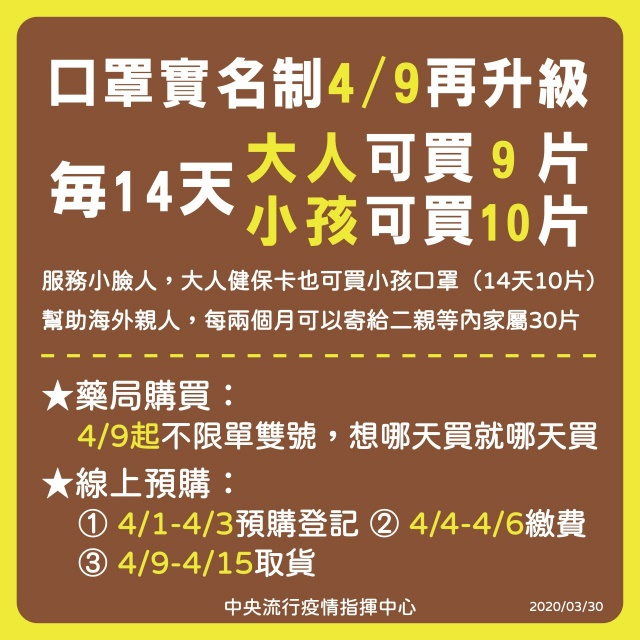 口罩實名制4/9再升級
每14天
大人可買9片
小孩可買10片
服務小臉人，大人健保卡也可買小孩口罩（14天10片）
幫助海外親人，每兩個月可以寄給二親等內家屬30片
★藥局購買：
4/9起不限單雙號，想哪天買就哪天買
★線上預購：
① 4/1-4/3預購登記 ② 4/4-4/6繳費
③ 4/9-4/15取貨
中央流行疫情指揮中心
2020/03/30